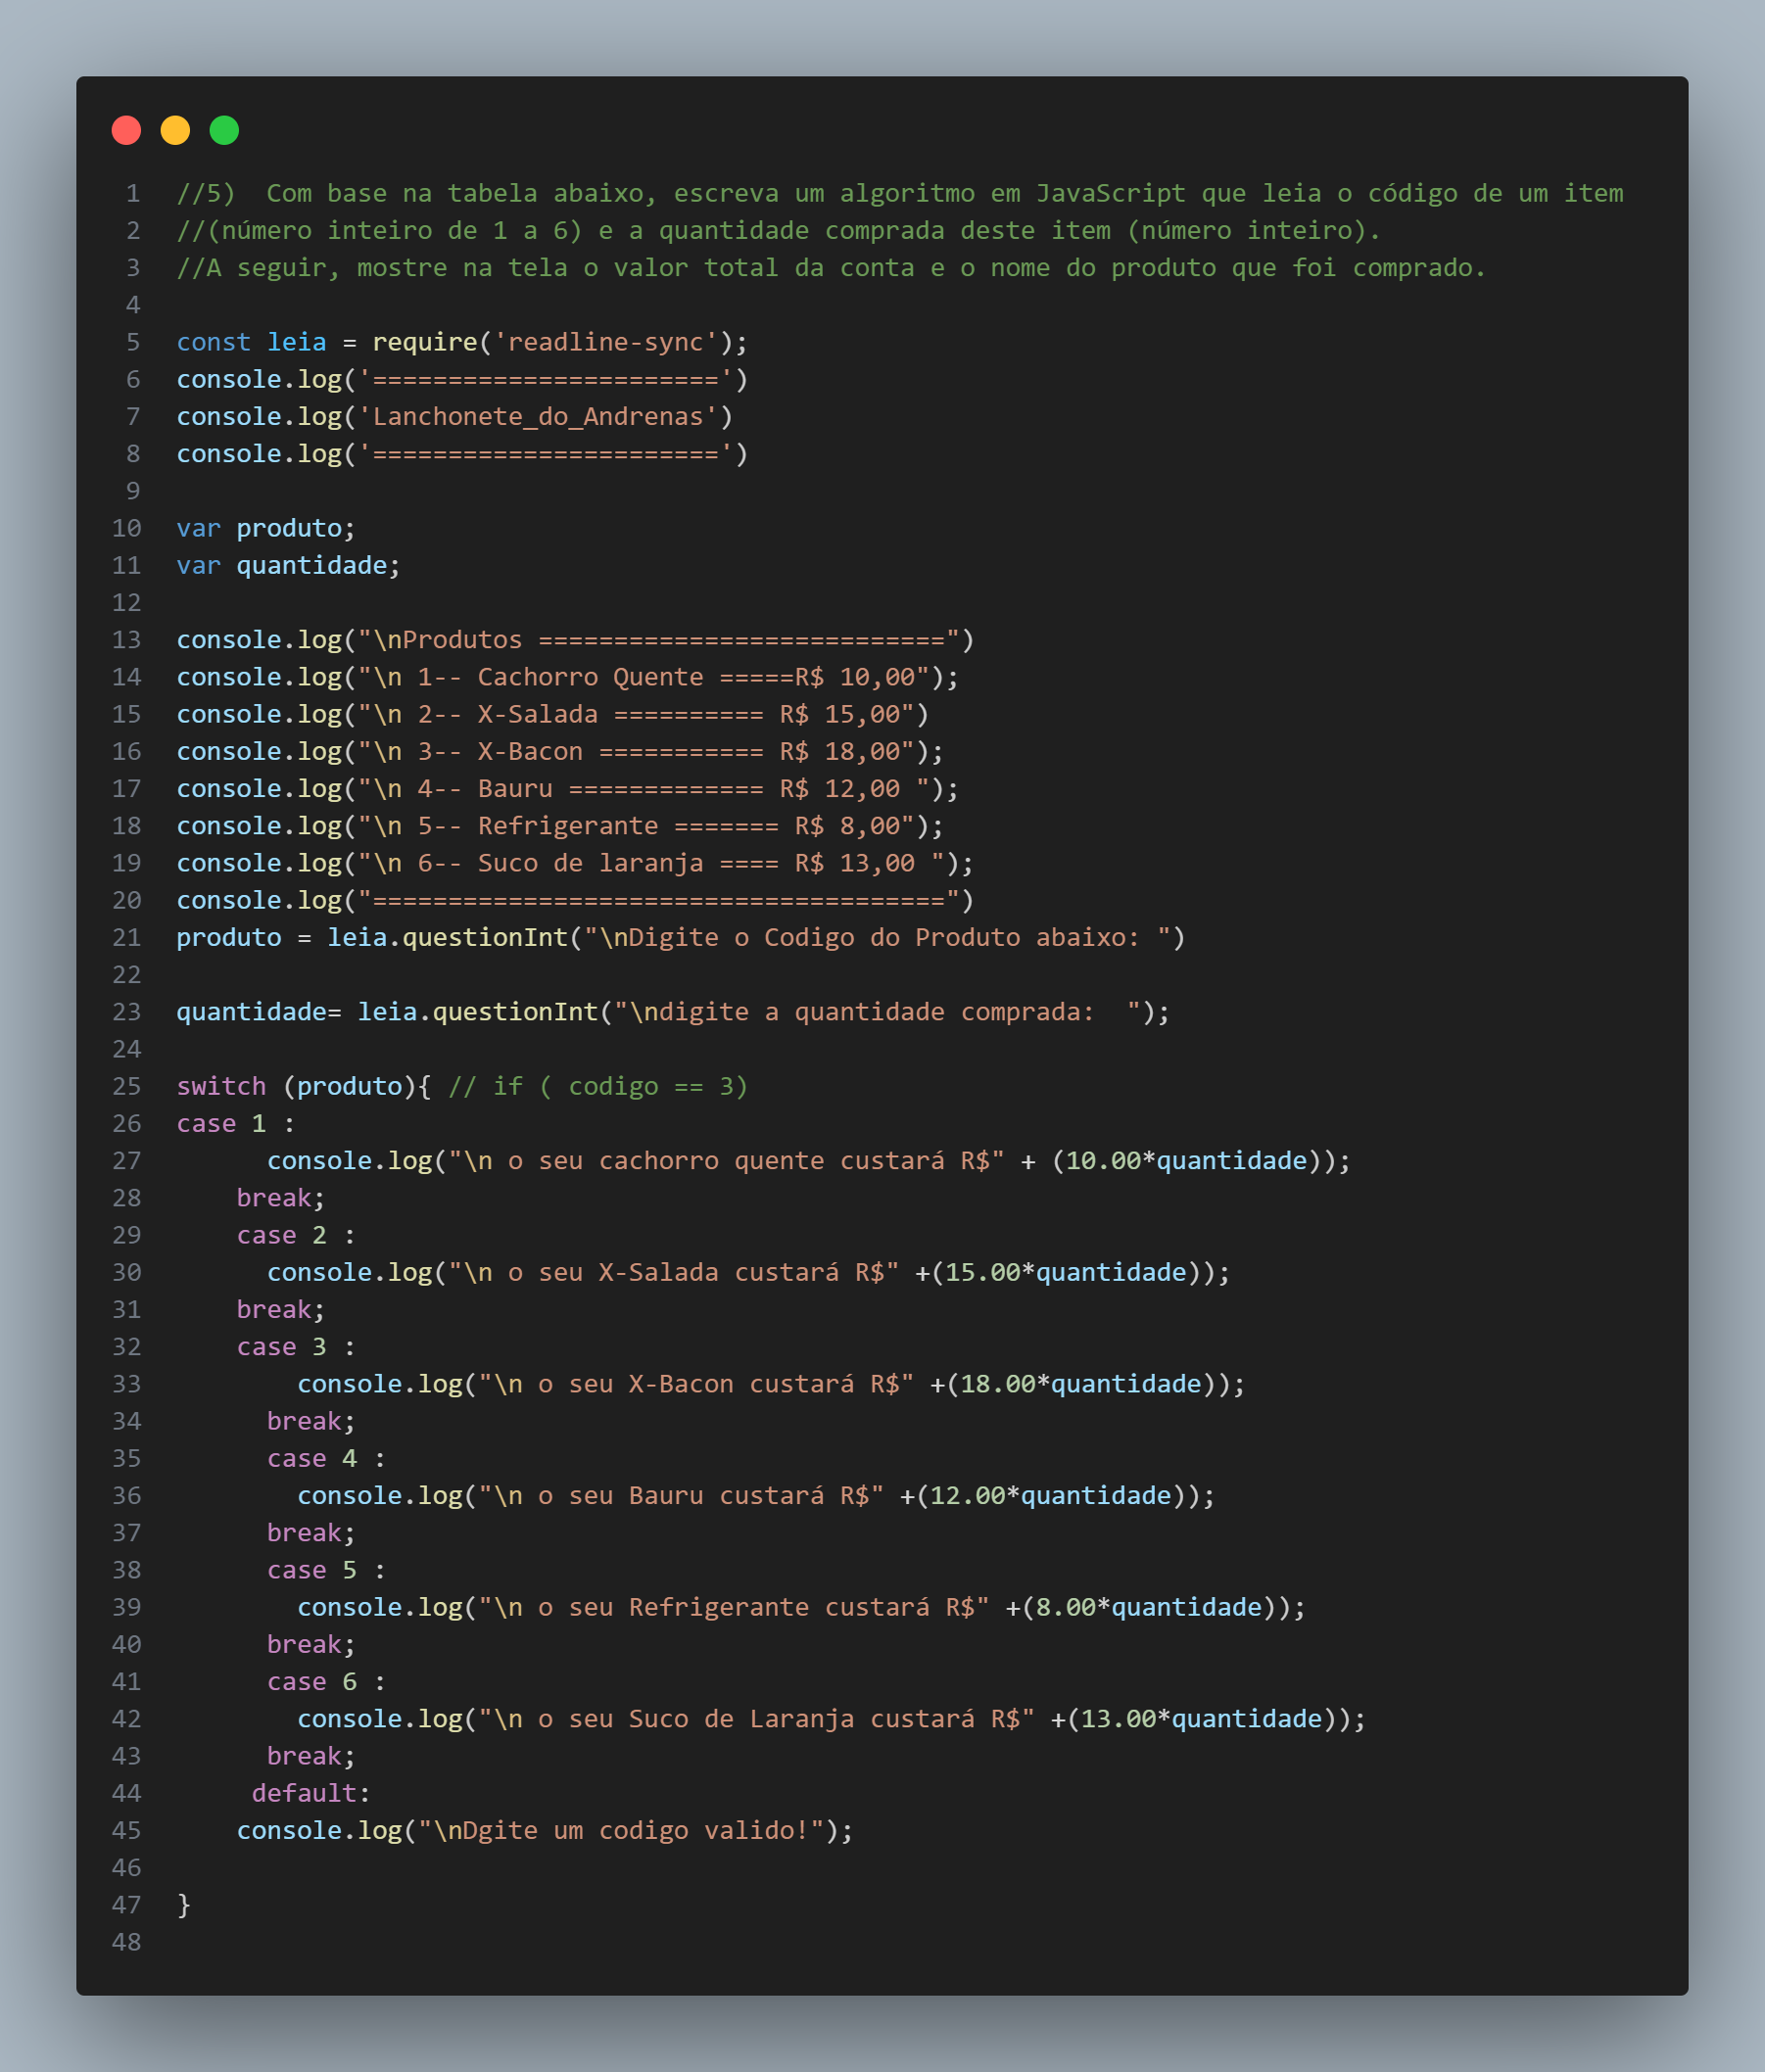 1 //5)  Com base na tabela abaixo, escreva um algoritmo em JavaScript que leia o código de um item
2 //(número inteiro de 1 a 6) e a quantidade comprada deste item (número inteiro).
3 //A seguir, mostre na tela o valor total da conta e o nome do produto que foi comprado.
4
5 const leia = require('readline-sync');
6 console.log('=======================')
7 console.log('Lanchonete_do_Andrenas')
8 console.log('=======================')
9
10 var produto;
11 var quantidade;
12
13 console.log("\nProdutos ===========================")
14 console.log("\n 1-- Cachorro Quente =====R$ 10,00");
15 console.log("\n 2-- X-Salada ========== R$ 15,00")
16 console.log("\n 3-- X-Bacon =========== R$ 18,00");
17 console.log("\n 4-- Bauru ============= R$ 12,00 ");
18 console.log("\n 5-- Refrigerante ======= R$ 8,00");
19 console.log("\n 6-- Suco de laranja ==== R$ 13,00 ");
20 console.log("======================================")
21 produto = leia.questionInt("\nDigite o Codigo do Produto abaixo: ")
22
23 quantidade= leia.questionInt("\ndigite a quantidade comprada:  ");
24
25 switch (produto){ // if ( codigo == 3)
26 case 1 :
27       console.log("\n o seu cachorro quente custará R$" + (10.00*quantidade));
28     break;
29     case 2 :
30       console.log("\n o seu X-Salada custará R$" +(15.00*quantidade));
31     break;
32     case 3 :
33         console.log("\n o seu X-Bacon custará R$" +(18.00*quantidade));
34       break;
35       case 4 :
36         console.log("\n o seu Bauru custará R$" +(12.00*quantidade));
37       break;
38       case 5 :
39         console.log("\n o seu Refrigerante custará R$" +(8.00*quantidade));
40       break;
41       case 6 :
42         console.log("\n o seu Suco de Laranja custará R$" +(13.00*quantidade));
43       break;
44      default:
45     console.log("\nDgite um codigo valido!");
46
47 }
48